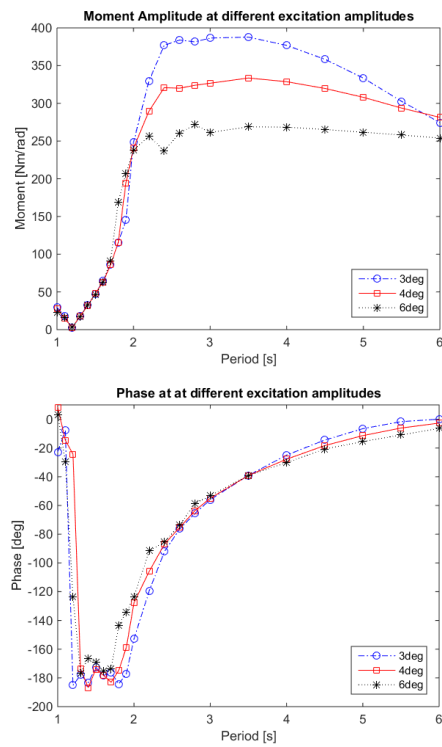 Moment Amplitude at different excitation amplitudes
400
350
300
250
200
150
100
50
0
Moment [Nm/rad]
3deg
4deg
6deg
1 2 3 4 5 6
Period [s]
Phase at at different excitation amplitudes
0
-20
-40
-60
-80
-100
-120
-140
-160
-180
-200
Phase [deg]
3deg
4deg
6deg
1 2 3 4 5 6
Period [s]